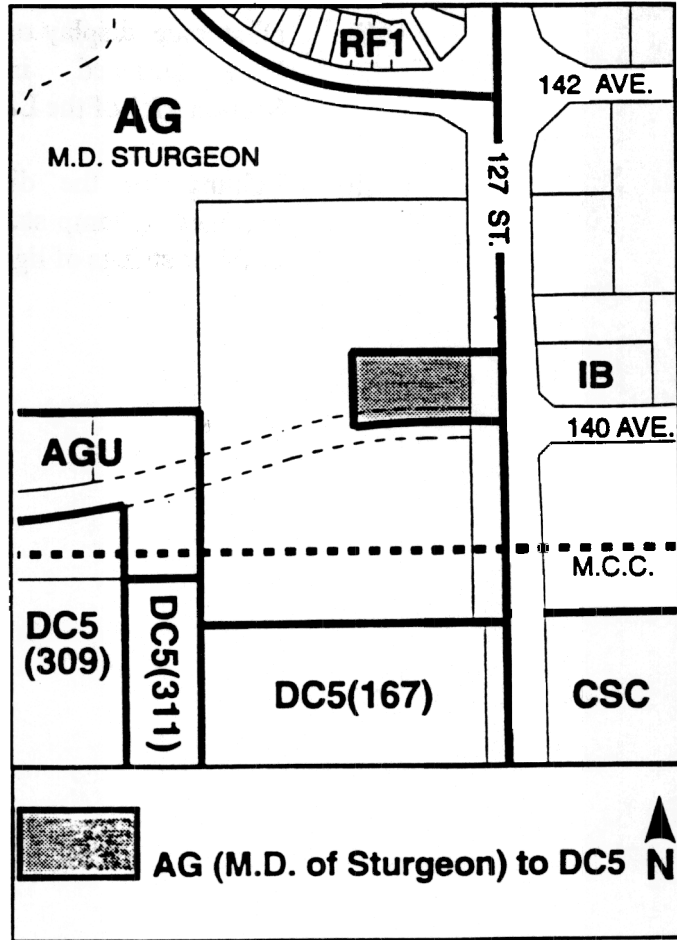 RF1
142 AVE.
AG
M.D. STURGEON
127 ST.
IB
140 AVE.
AGU
M.C.C.
DC5
(309)
DC5(311)
DC5(167)
CSC
AG (M.D. of Sturgeon) to DC5
N